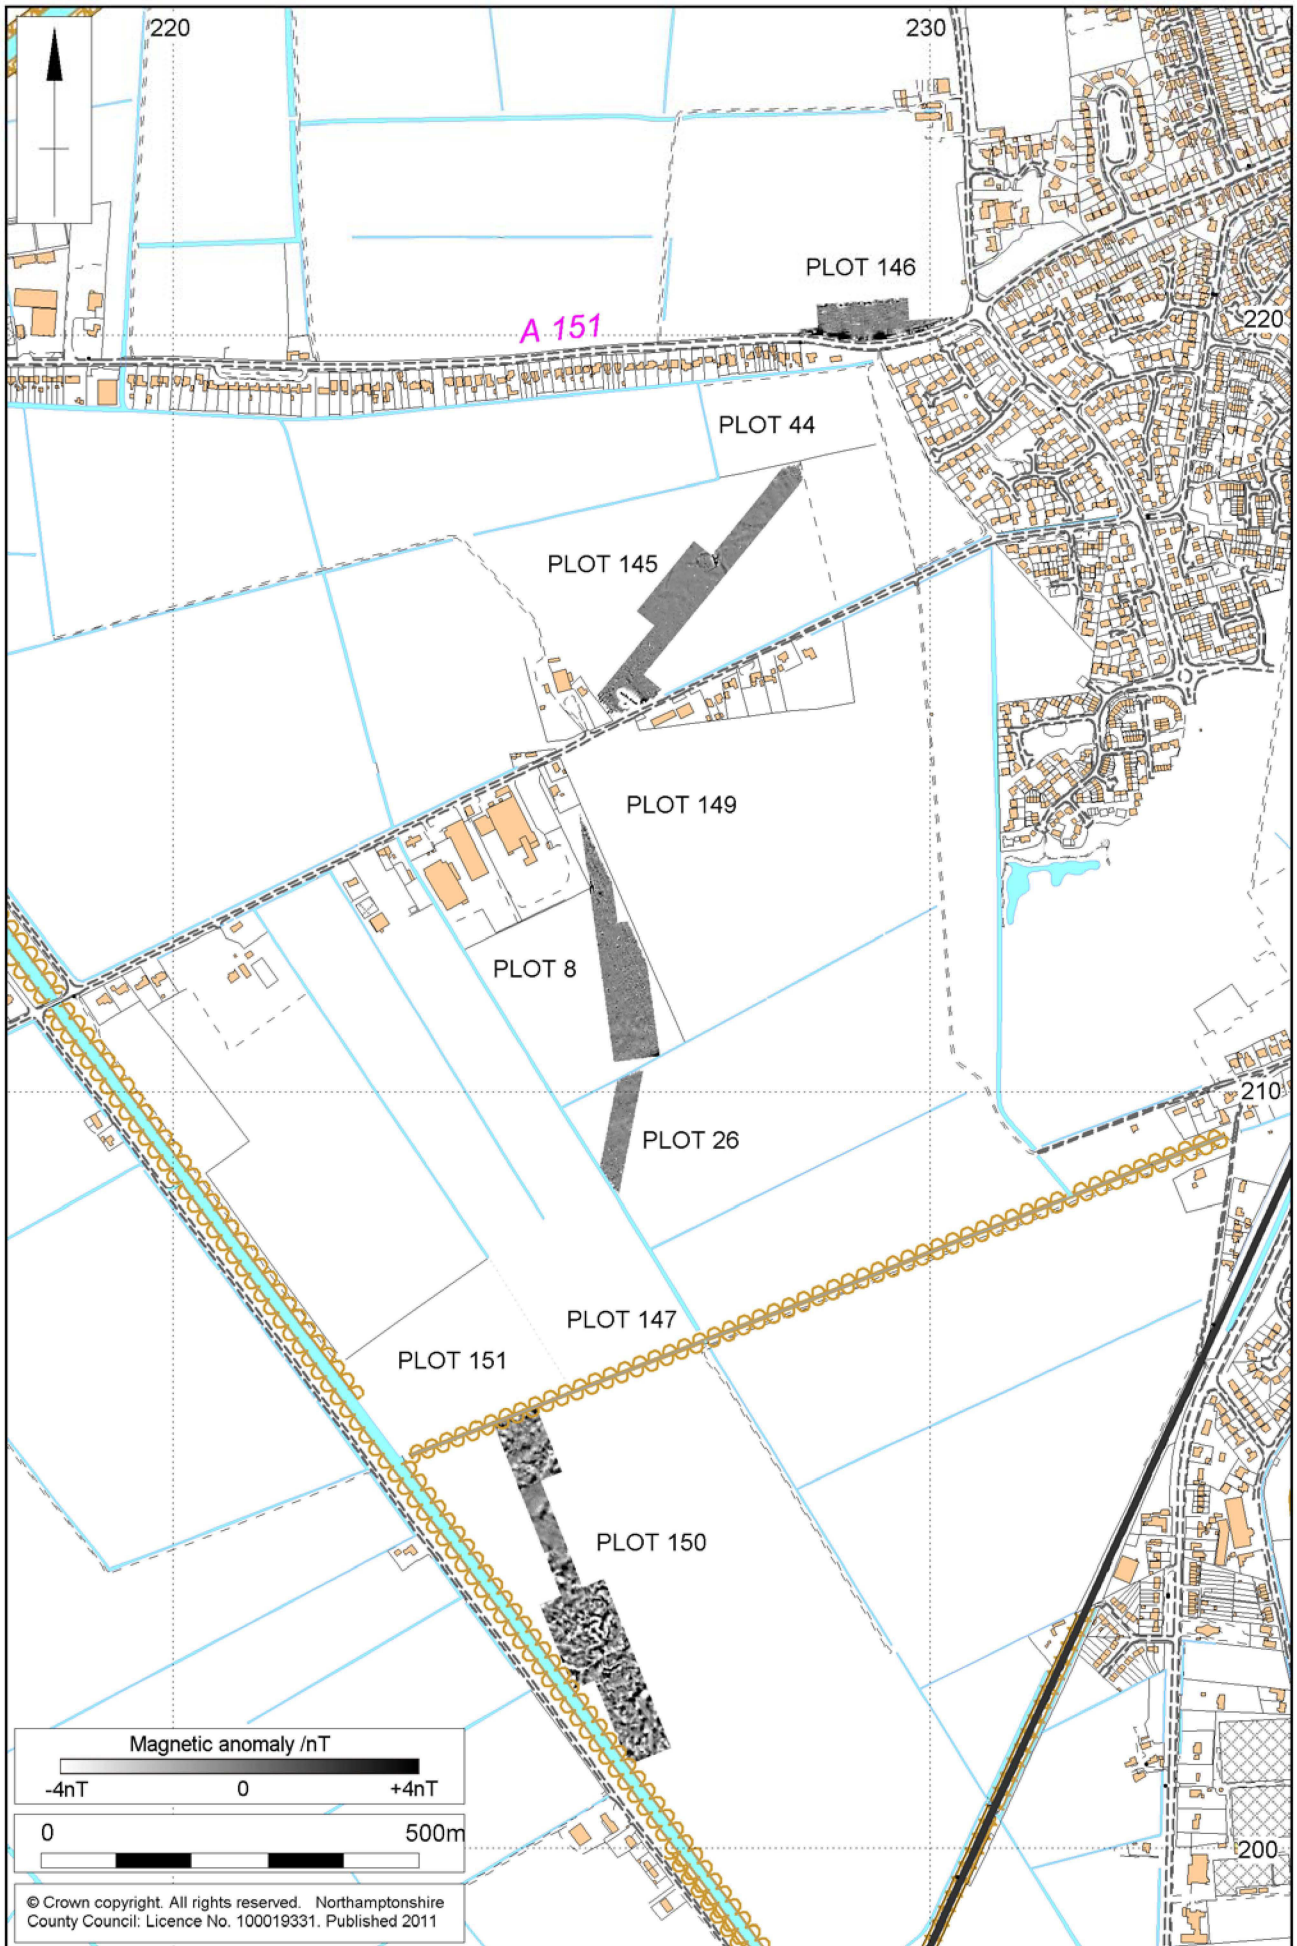 220
230
PLOT 146
A 151
220
PLOT 44
PLOT 145
PLOT 149
PLOT 8
210
PLOT 26
PLOT 147
PLOT 151
PLOT 150
Magnetic anomaly /nT
-4nT 0 +4nT
0 500m
200
© Crown copyright. All rights reserved. Northamptonshire
County Council: Licence No. 100019331. Published 2011